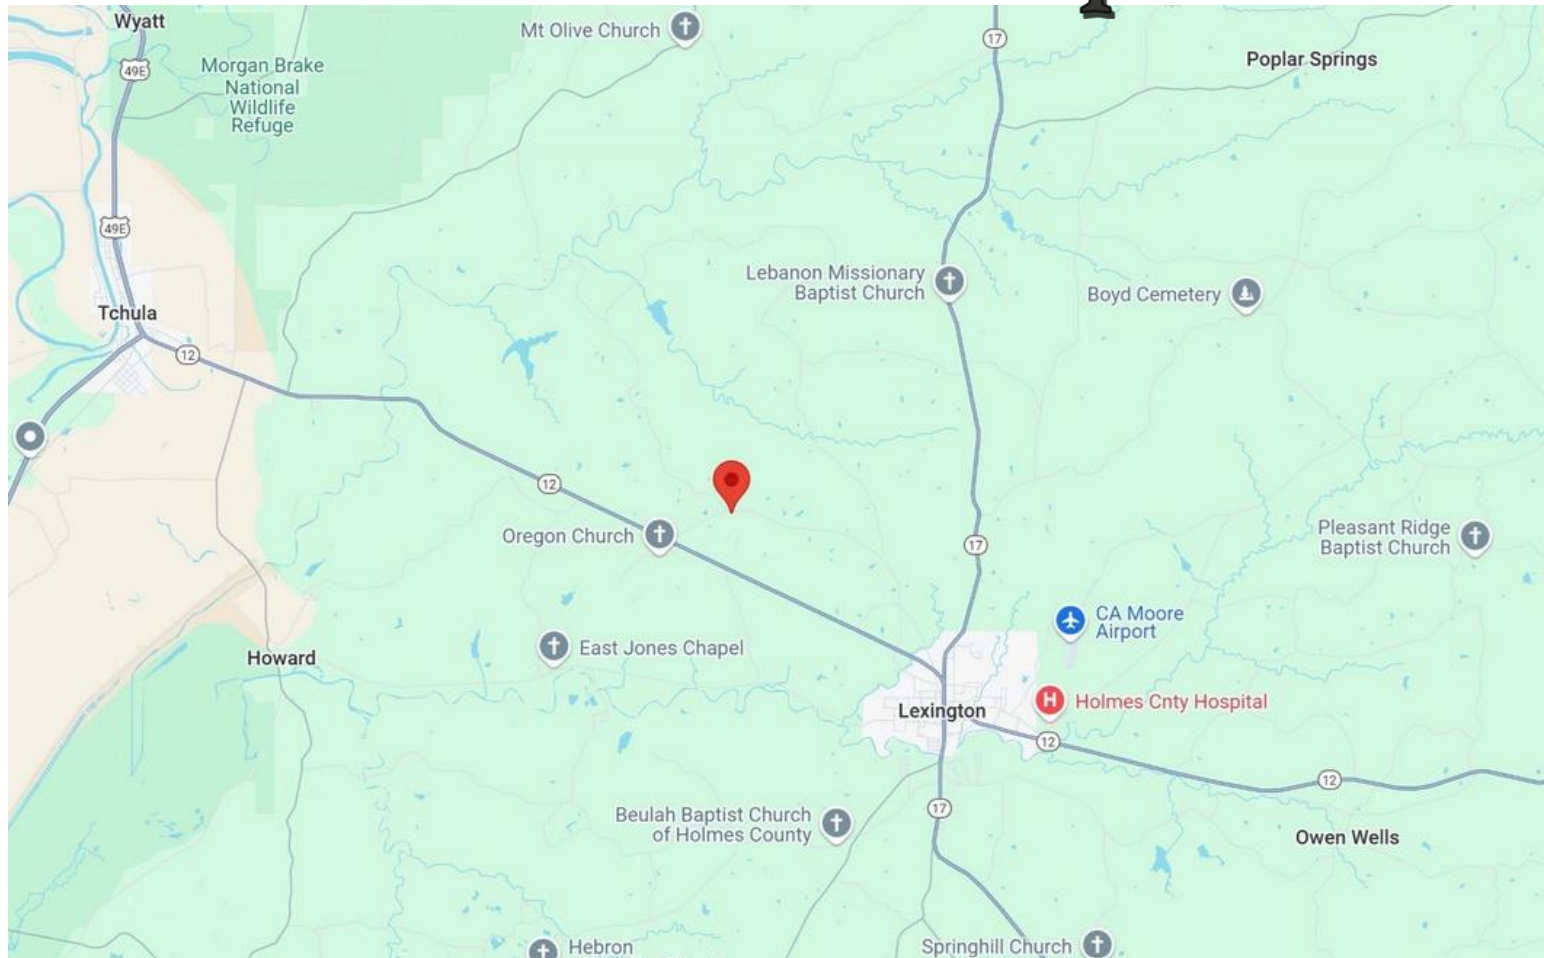 Wyatt
Mt Olive Church
17
Poplar Springs
49E
Morgan Brake
National
Wildlife
Refuge
49E
Lebanon Missionary
Baptist Church
Boyd Cemetery
Tchula
12
12
Oregon Church
17
Pleasant Ridge
Baptist Church
CA Moore
Airport
East Jones Chapel
Howard
Holmes Cnty Hospital
H
Lexington
12
12
17
Beulah Baptist Church
of Holmes County
Owen Wells
Hebron
Springhill Church